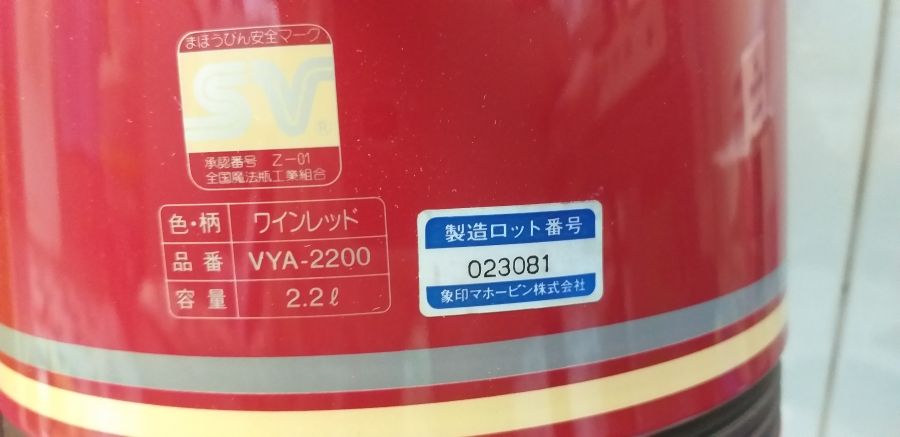 まほうびん安全マーク
SV
®
承認番号 Z-01
全国魔法瓶工業組合
色・柄 ワインレッド
品番 VYA-2200
容量 2.2ℓ
製造ロット番号
023081
象印マホービン株式会社